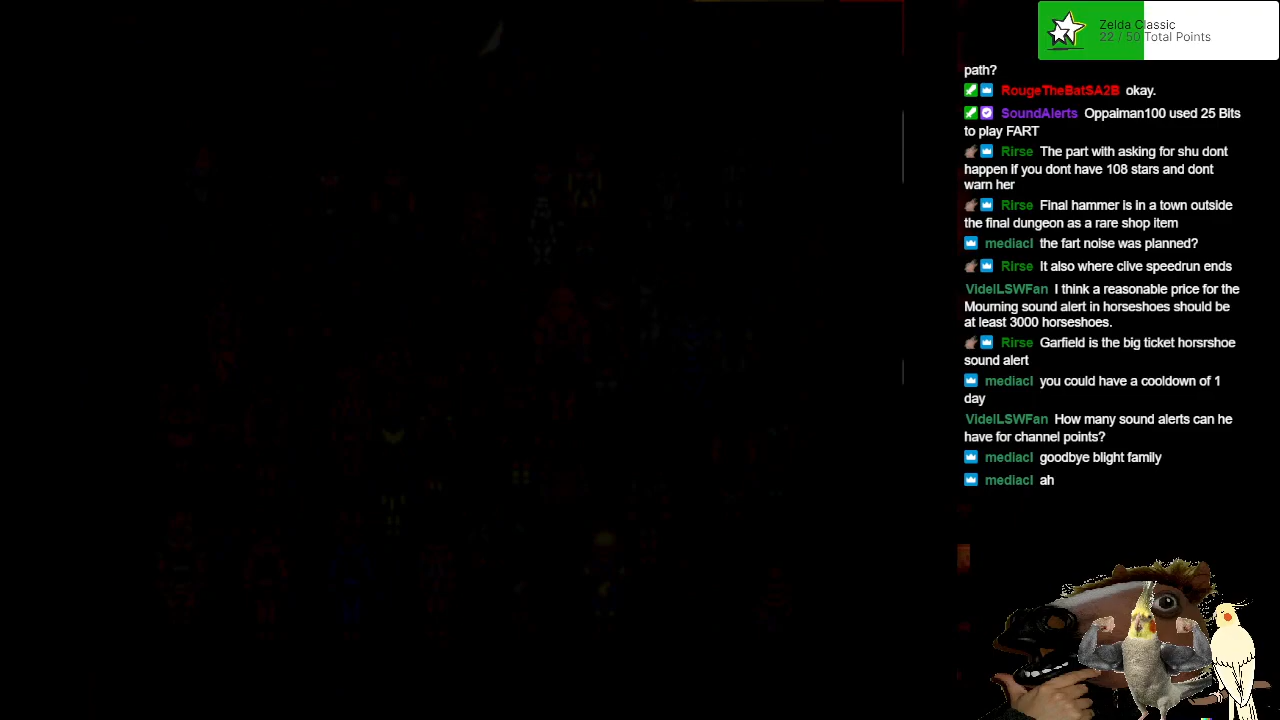 Zelda Classic
22 / 50 Total Points
path?
RougeTheBatSA2B okay.
SoundAlerts Oppaiman100 used 25 Bits
to play FART
Rirse The part with asking for shu dont
happen if you dont have 108 stars and dont
warn her
Rirse Final hammer is in a town outside
the final dungeon as a rare shop item
mediacl the fart noise was planned?
Rirse It also where clive speedrun ends
VidelLSWFan I think a reasonable price for the
Mourning sound alert in horseshoes should be
at least 3000 horseshoes.
Rirse Garfield is the big ticket horsrshoe
sound alert
mediacl you could have a cooldown of 1
day
VidelLSWFan How many sound alerts can he
have for channel points?
mediacl goodbye blight family
mediacl ah